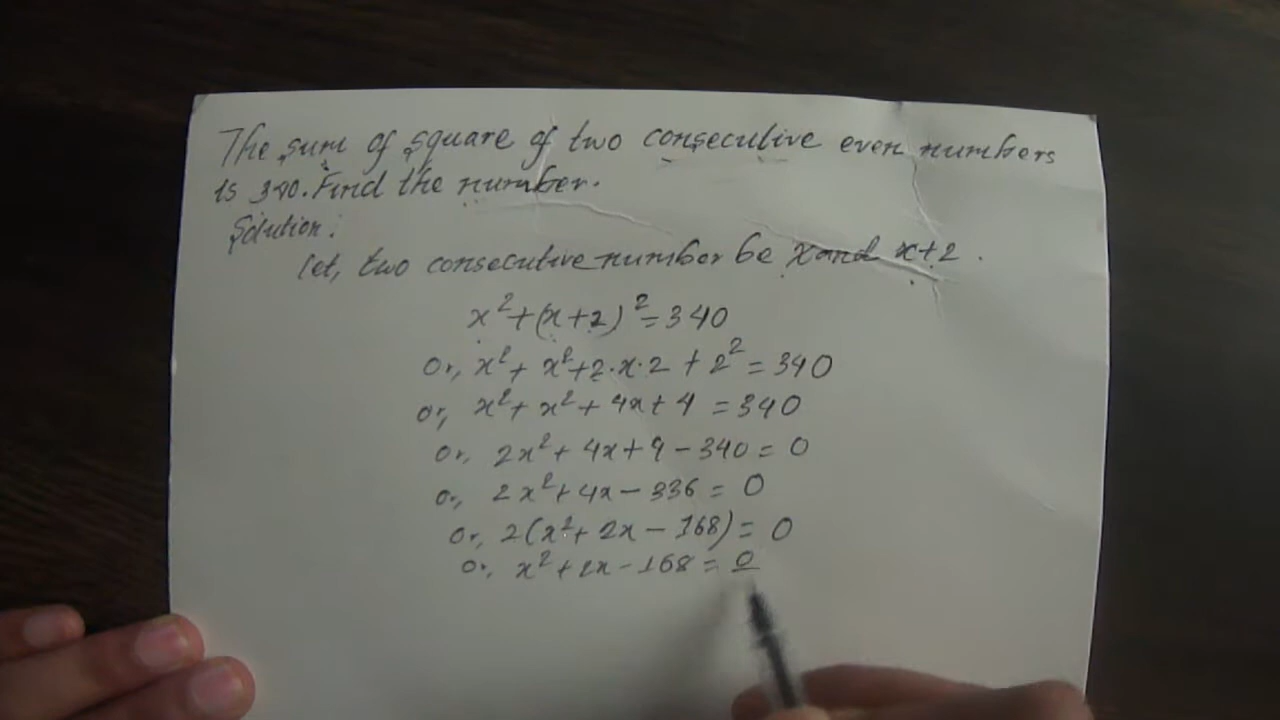 The sum of square of two consecutive even numbers
is 340. Find the number.
Solution:
let, two consecutive number be x and x+2.
x²+(x+2)²=340
Or, x²+ x²+2·x·2 + 2² = 340
or, x²+ x²+ 4x+ 4 = 340
Or, 2x²+ 4x+4 - 340 = 0
Or, 2x²+4x - 336 = 0
Or, 2(x²+ 2x - 168) = 0
Or, x²+2x-168 = 0